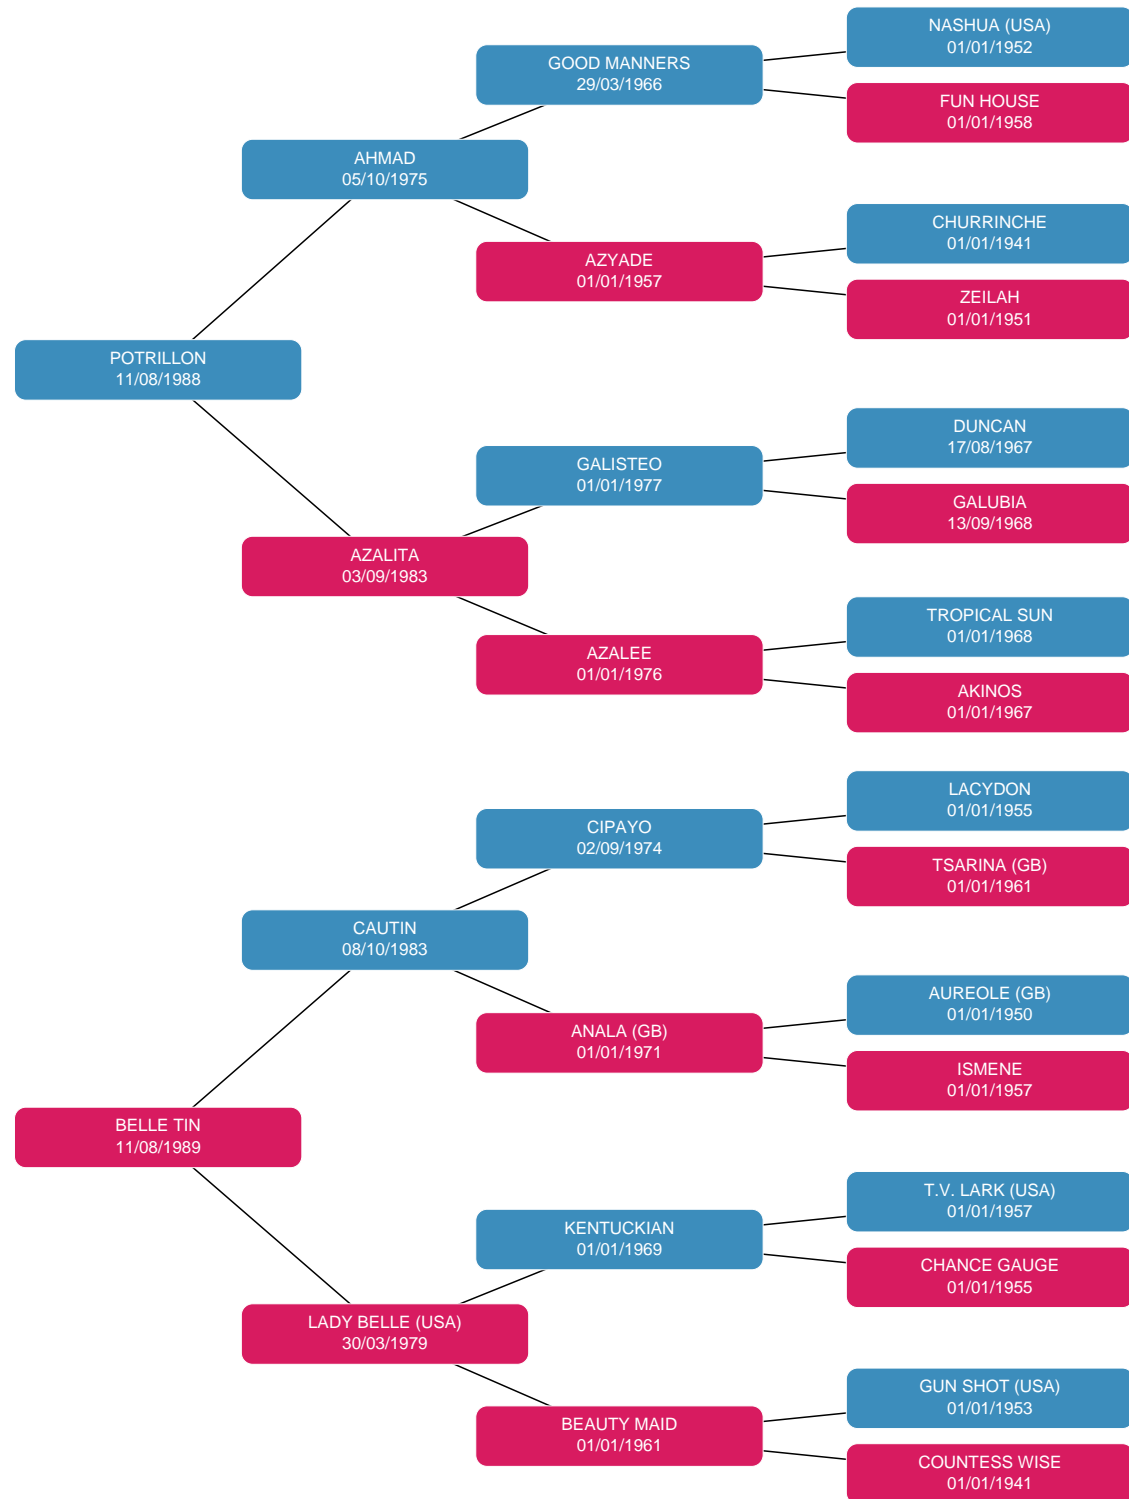 NASHUA (USA)
01/01/1952
GOOD MANNERS
29/03/1966
FUN HOUSE
01/01/1958
AHMAD
05/10/1975
CHURRINCHE
01/01/1941
AZYADE
01/01/1957
ZEILAH
01/01/1951
POTRILLON
11/08/1988
DUNCAN
17/08/1967
GALISTEO
01/01/1977
GALUBIA
13/09/1968
AZALITA
03/09/1983
TROPICAL SUN
01/01/1968
AZALEE
01/01/1976
AKINOS
01/01/1967
LACYDON
01/01/1955
CIPAYO
02/09/1974
TSARINA (GB)
01/01/1961
CAUTIN
08/10/1983
AUREOLE (GB)
01/01/1950
ANALA (GB)
01/01/1971
ISMENE
01/01/1957
BELLE TIN
11/08/1989
T.V. LARK (USA)
01/01/1957
KENTUCKIAN
01/01/1969
CHANCE GAUGE
01/01/1955
LADY BELLE (USA)
30/03/1979
GUN SHOT (USA)
01/01/1953
BEAUTY MAID
01/01/1961
COUNTESS WISE
01/01/1941